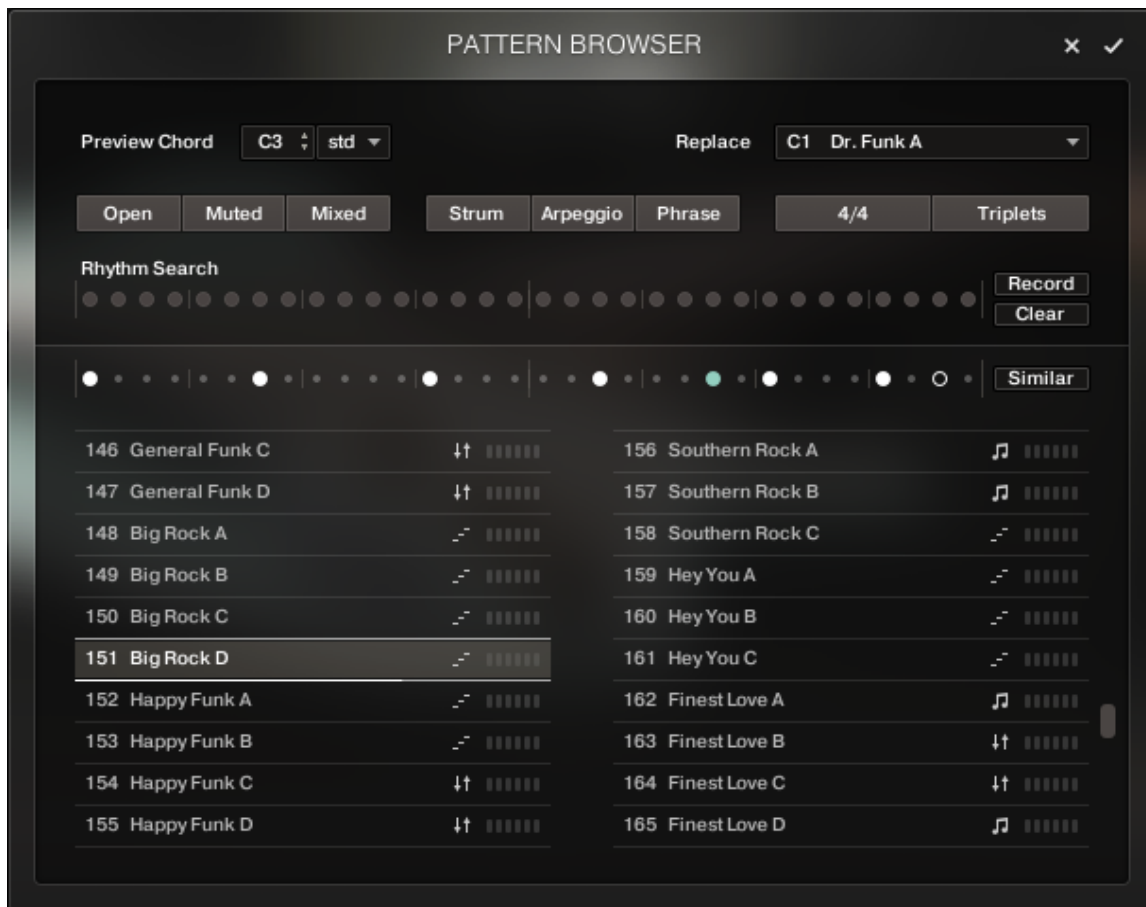 PATTERN BROWSER
Preview Chord C3 std Replace C1 Dr. Funk A
Open Muted Mixed Strum Arpeggio Phrase 4/4 Triplets
Rhythm Search
Record
Clear
Similar
146 General Funk C
147 General Funk D
148 Big Rock A
149 Big Rock B
150 Big Rock C
151 Big Rock D
152 Happy Funk A
153 Happy Funk B
154 Happy Funk C
155 Happy Funk D
156 Southern Rock A
157 Southern Rock B
158 Southern Rock C
159 Hey You A
160 Hey You B
161 Hey You C
162 Finest Love A
163 Finest Love B
164 Finest Love C
165 Finest Love D